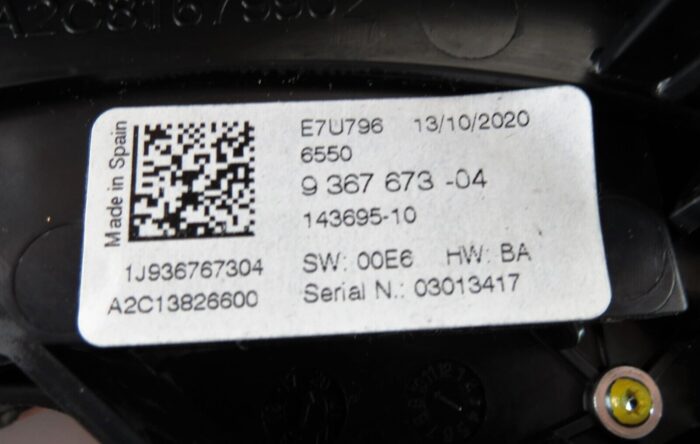 A2C81679902
Made in Spain
E7U796 13/10/2020
6550
9 367 673 -04
143695-10
1J936767304
SW: 00E6 HW: BA
A2C13826600
Serial N.: 03013417